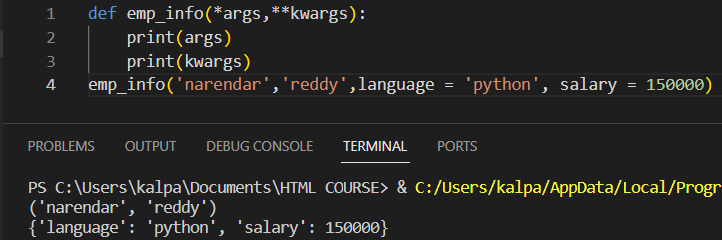 1 def emp_info(*args,**kwargs):
2 print(args)
3 print(kwargs)
4 emp_info('narendar','reddy',language = 'python', salary = 150000)
PROBLEMS OUTPUT DEBUG CONSOLE TERMINAL PORTS
PS C:\Users\kalpa\Documents\HTML COURSE> & C:/Users/kalpa/AppData/Local/Progr
('narendar', 'reddy')
{'language': 'python', 'salary': 150000}